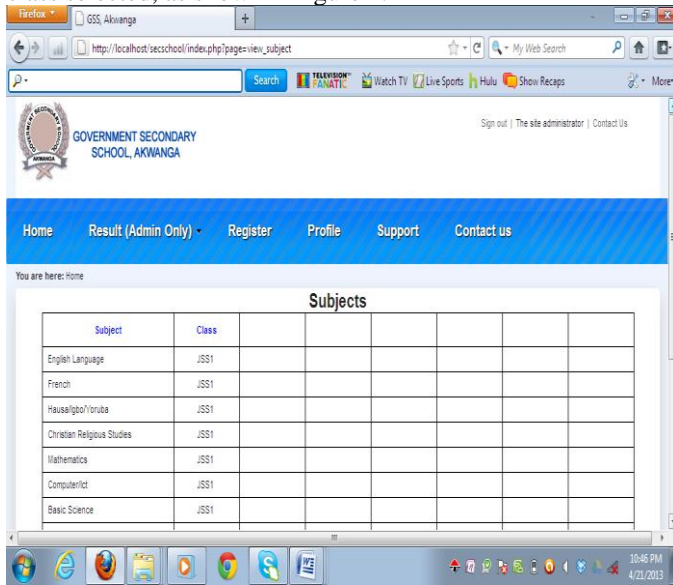 Firefox
GSS, Akwanga
http://localhost/secschool/index.php?page=view_subject
My Web Search
Search
TELEVISION FANATIC
Watch TV
Live Sports
Hulu
Show Recaps
More
GOVERNMENT SECONDARY
SCHOOL, AKWANGA
Sign out | The site administrator | Contact Us
Home Result (Admin Only) Register Profile Support Contact us
You are here: Home
Subjects
Subject Class
English Language JSS1
French JSS1
Hausa/Igbo/Yoruba JSS1
Christian Religious Studies JSS1
Mathematics JSS1
Computer/Ict JSS1
Basic Science JSS1
10:46 PM
4/21/2013